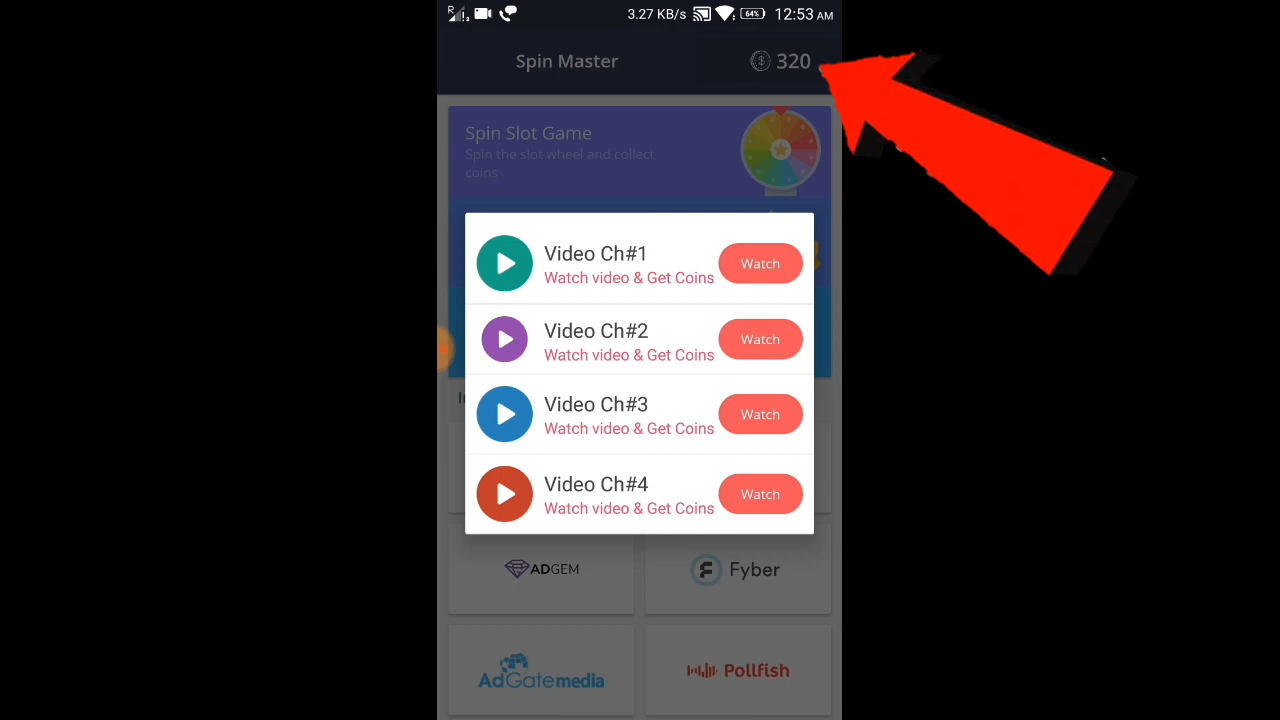 R
3.27 KB/s 64% 12:53 AM
Spin Master 320
Spin Slot Game
Spin the slot wheel and collect
coins
Video Ch#1
Watch video & Get Coins
Watch
Video Ch#2
Watch video & Get Coins
Watch
Video Ch#3
Watch video & Get Coins
Watch
Video Ch#4
Watch video & Get Coins
Watch
ADGEM
Fyber
AdGatemedia
Pollfish